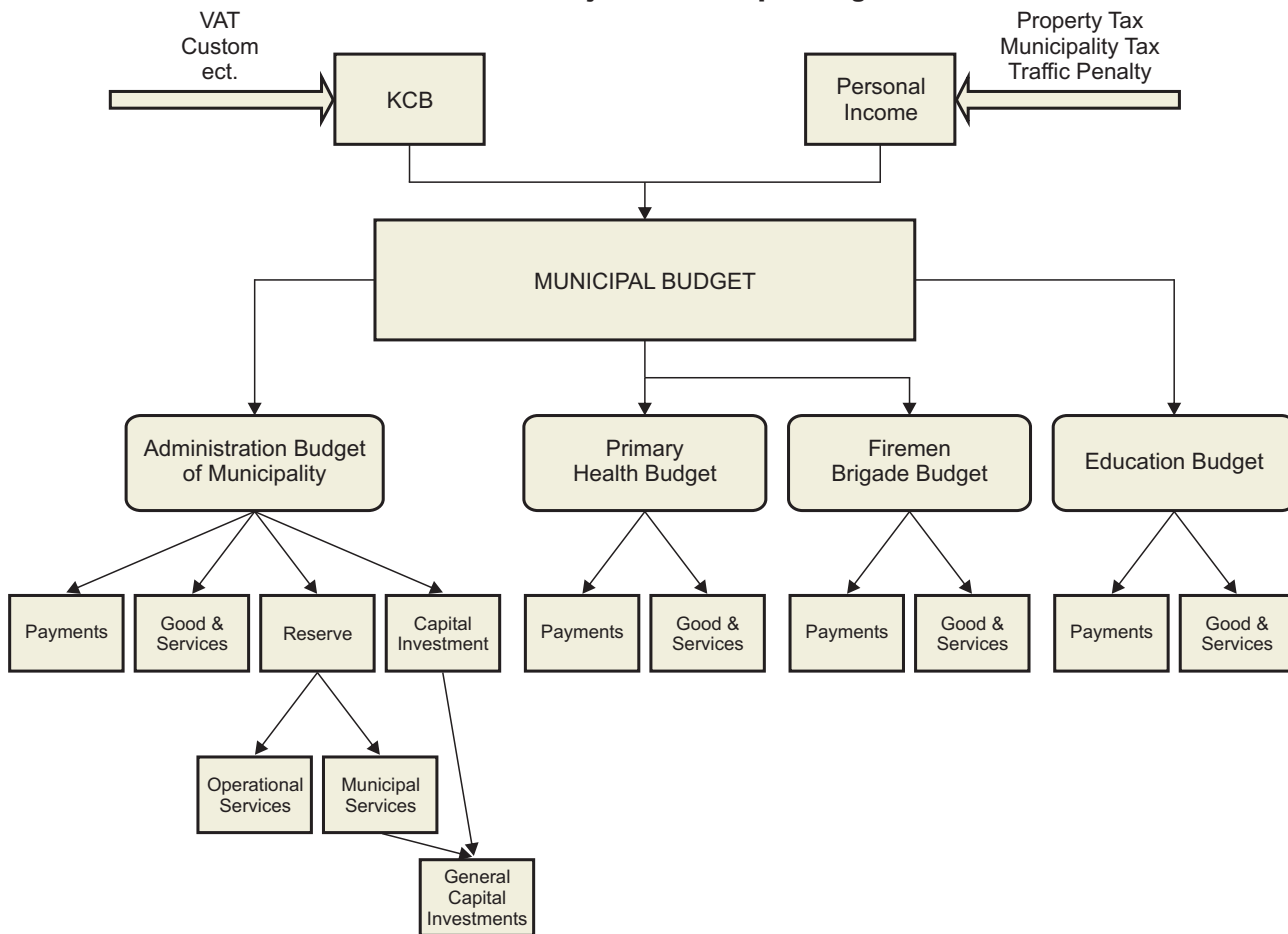 VAT
Custom
ect.
Property Tax
Municipality Tax
Traffic Penalty
KCB
Personal
Income
MUNICIPAL BUDGET
Administration Budget
of Municipality
Primary
Health Budget
Firemen
Brigade Budget
Education Budget
Payments
Good &
Services
Reserve
Capital
Investment
Payments
Good &
Services
Payments
Good &
Services
Payments
Good &
Services
Operational
Services
Municipal
Services
General
Capital
Investments